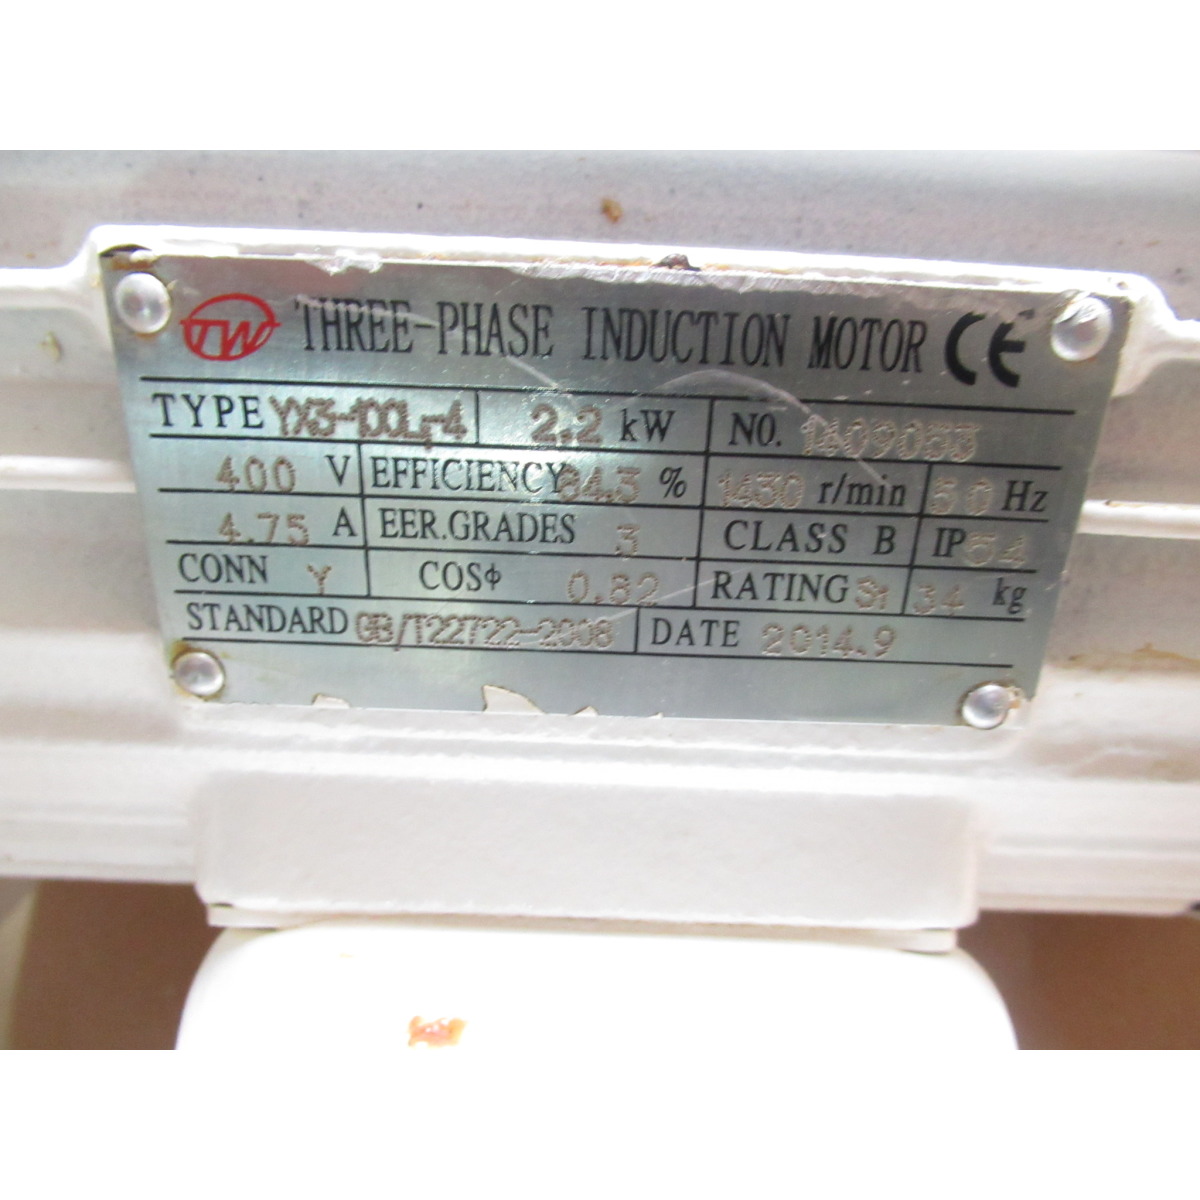 TW THREE-PHASE INDUCTION MOTOR CE
TYPE YX3-100L1-4 2.2 kW NO. 1409053
400 V EFFICIENCY 84.3 % 1430 r/min 50 Hz
4.75 A EER.GRADES 3 CLASS B IP54
CONN Y COSφ 0.82 RATING S1 34 kg
STANDARD GB/T22722-2008 DATE 2014.9